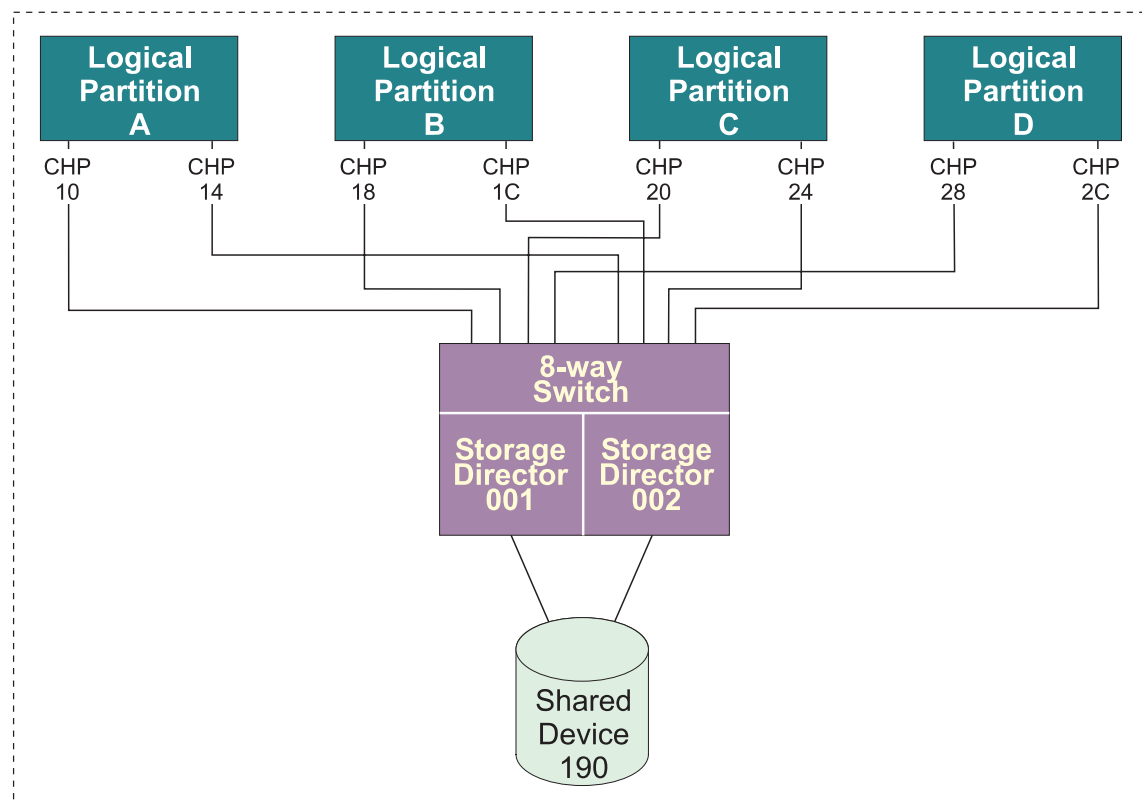 Logical
Partition
A
Logical
Partition
B
Logical
Partition
C
Logical
Partition
D
CHP
10
CHP
14
CHP
18
CHP
1C
CHP
20
CHP
24
CHP
28
CHP
2C
8-way
Switch
Storage
Director
001
Storage
Director
002
Shared
Device
190